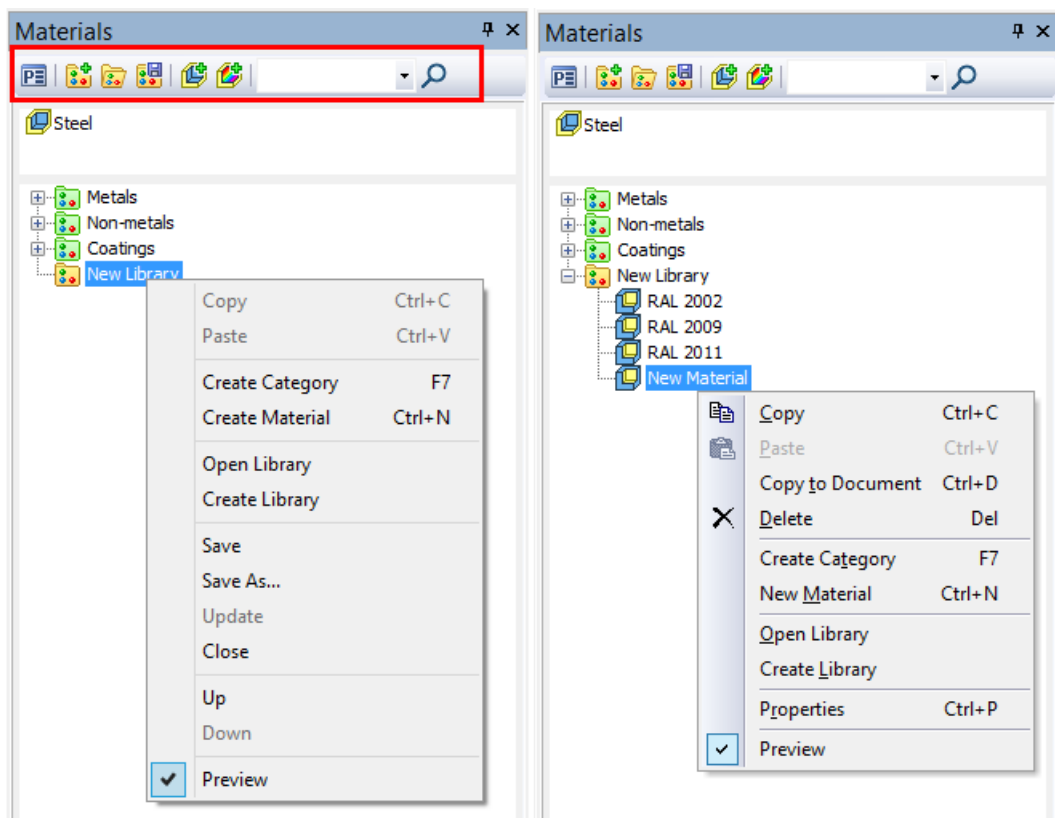 Materials
Steel
Metals
Non-metals
Coatings
New Library
Copy Ctrl+C
Paste Ctrl+V
Create Category F7
Create Material Ctrl+N
Open Library
Create Library
Save
Save As...
Update
Close
Up
Down
Preview
Materials
Steel
Metals
Non-metals
Coatings
New Library
RAL 2002
RAL 2009
RAL 2011
New Material
Copy Ctrl+C
Paste Ctrl+V
Copy to Document Ctrl+D
Delete Del
Create Category F7
New Material Ctrl+N
Open Library
Create Library
Properties Ctrl+P
Preview